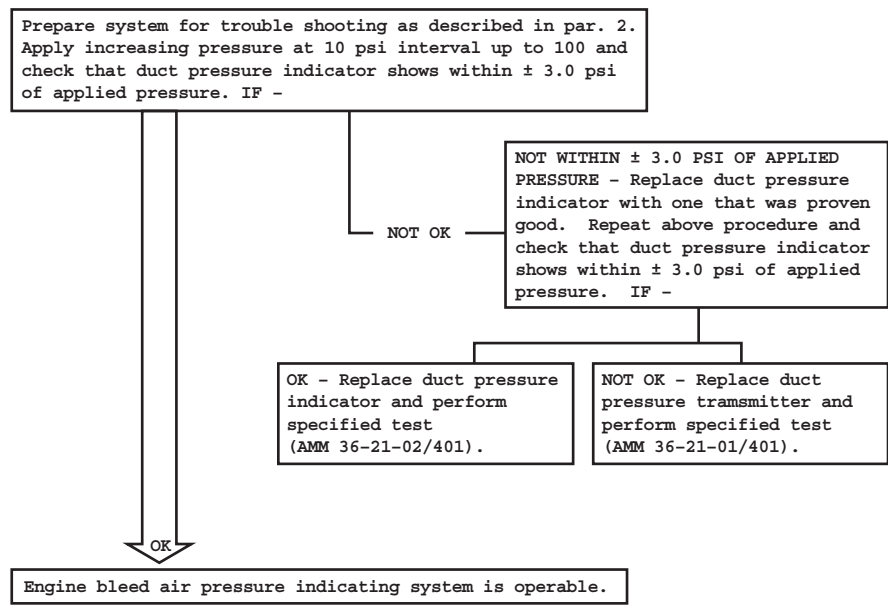 Prepare system for trouble shooting as described in par. 2.
Apply increasing pressure at 10 psi interval up to 100 and
check that duct pressure indicator shows within ± 3.0 psi
of applied pressure. IF –
NOT OK
NOT WITHIN ± 3.0 PSI OF APPLIED
PRESSURE – Replace duct pressure
indicator with one that was proven
good.  Repeat above procedure and
check that duct pressure indicator
shows within ± 3.0 psi of applied
pressure.  IF –
OK – Replace duct pressure
indicator and perform
specified test
(AMM 36–21–02/401).
NOT OK – Replace duct
pressure tramsmitter and
perform specified test
(AMM 36–21–01/401).
OK
Engine bleed air pressure indicating system is operable.